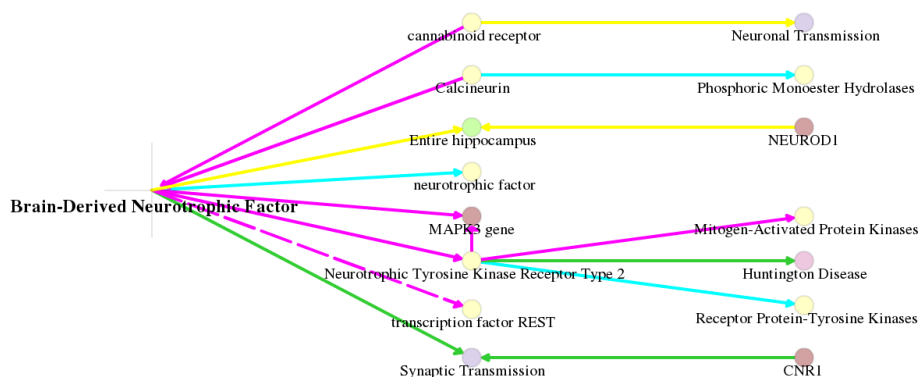 cannabinoid receptor
Neuronal Transmission
Calcineurin
Phosphoric Monoester Hydrolases
Entire hippocampus
NEUROD1
neurotrophic factor
Brain-Derived Neurotrophic Factor
MAPK3 gene
Mitogen-Activated Protein Kinases
Neurotrophic Tyrosine Kinase Receptor Type 2
Huntington Disease
transcription factor REST
Receptor Protein-Tyrosine Kinases
Synaptic Transmission
CNR1